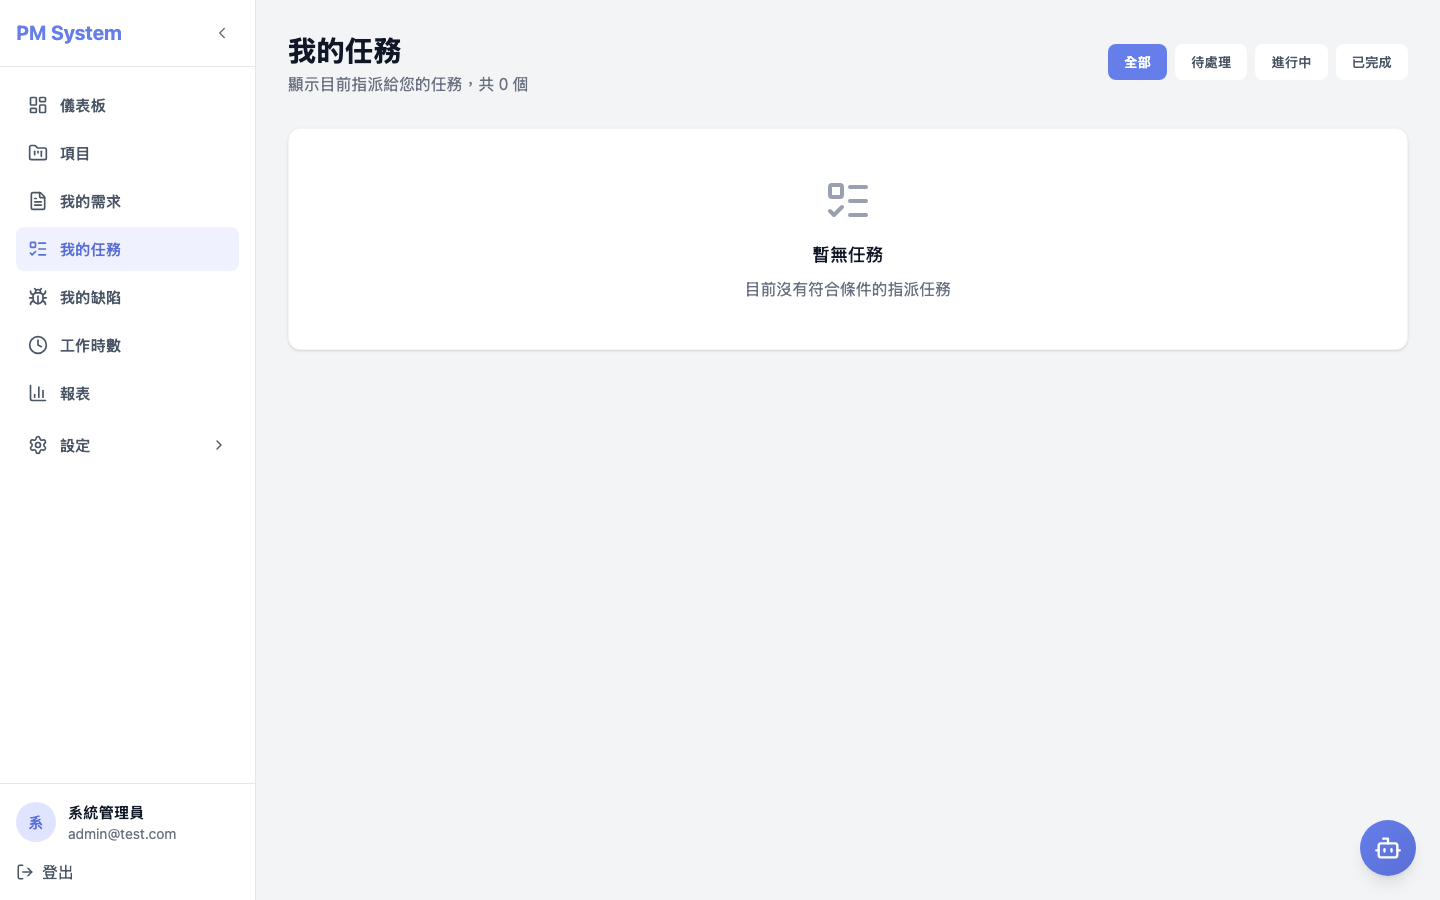 PM System
儀表板
項目
我的需求
我的任務
我的缺陷
工作時數
報表
設定
系
系統管理員
admin@test.com
登出
我的任務
顯示目前指派給您的任務，共 0 個
全部
待處理
進行中
已完成
暫無任務
目前沒有符合條件的指派任務